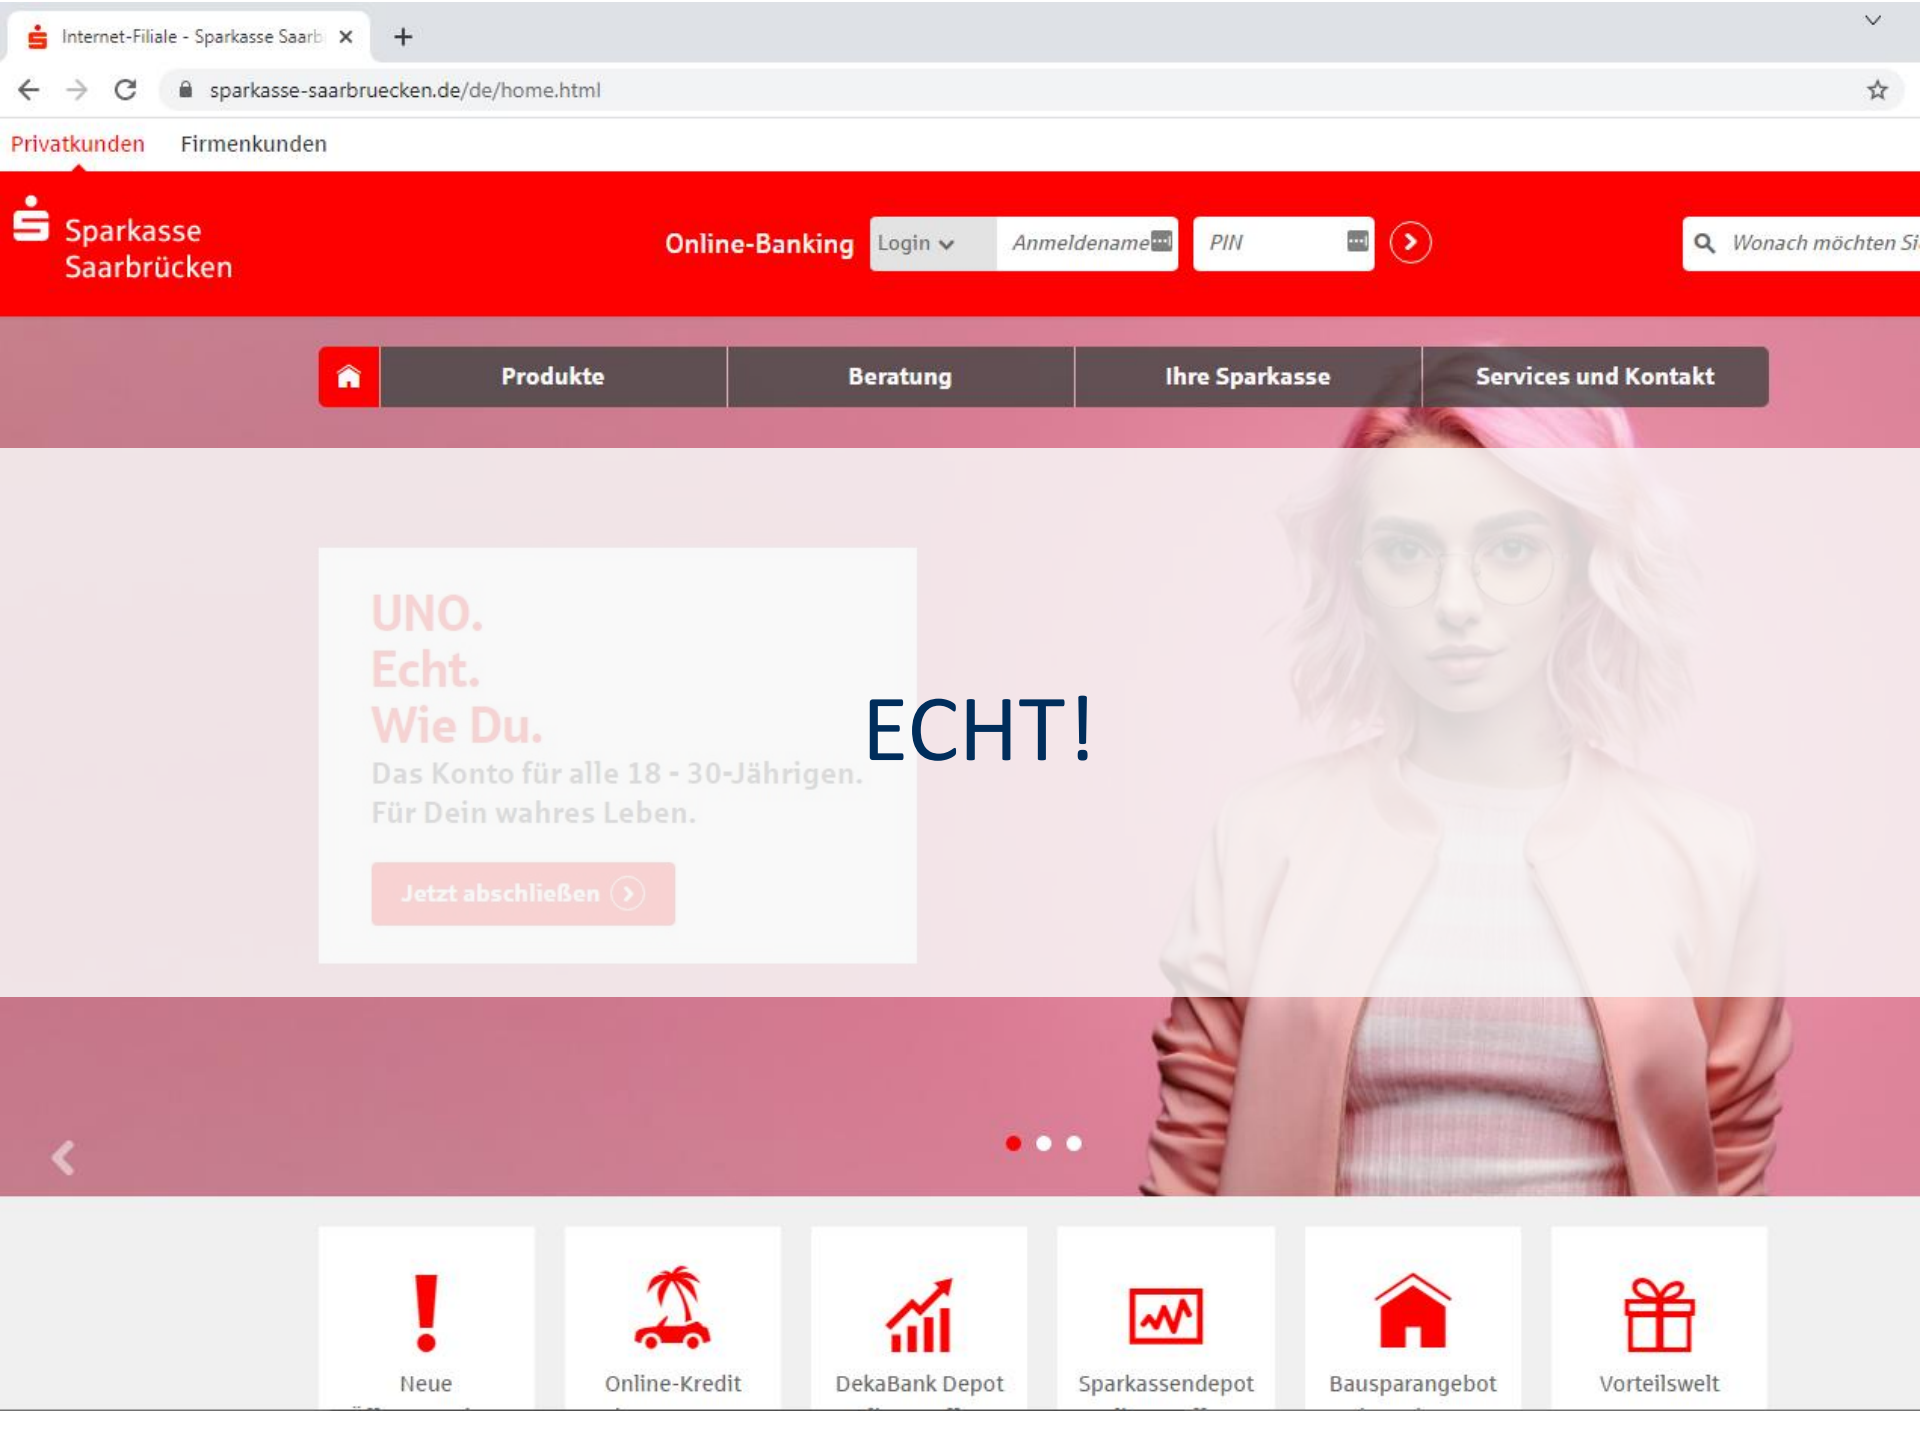 Internet-Filiale - Sparkasse Saarb
sparkasse-saarbruecken.de/de/home.html
Privatkunden Firmenkunden
Sparkasse
Saarbrücken
Online-Banking Login Anmeldename PIN Wonach möchten
Produkte Beratung Ihre Sparkasse Services und Kontakt
UNO.
Echt.
Wie Du.
ECHT!
Das Konto für alle 18 - 30-Jährigen.
Für Dein wahres Leben.
Jetzt abschließen
Neue Online-Kredit DekaBank Depot Sparkassendepot Bausparangebot Vorteilswelt